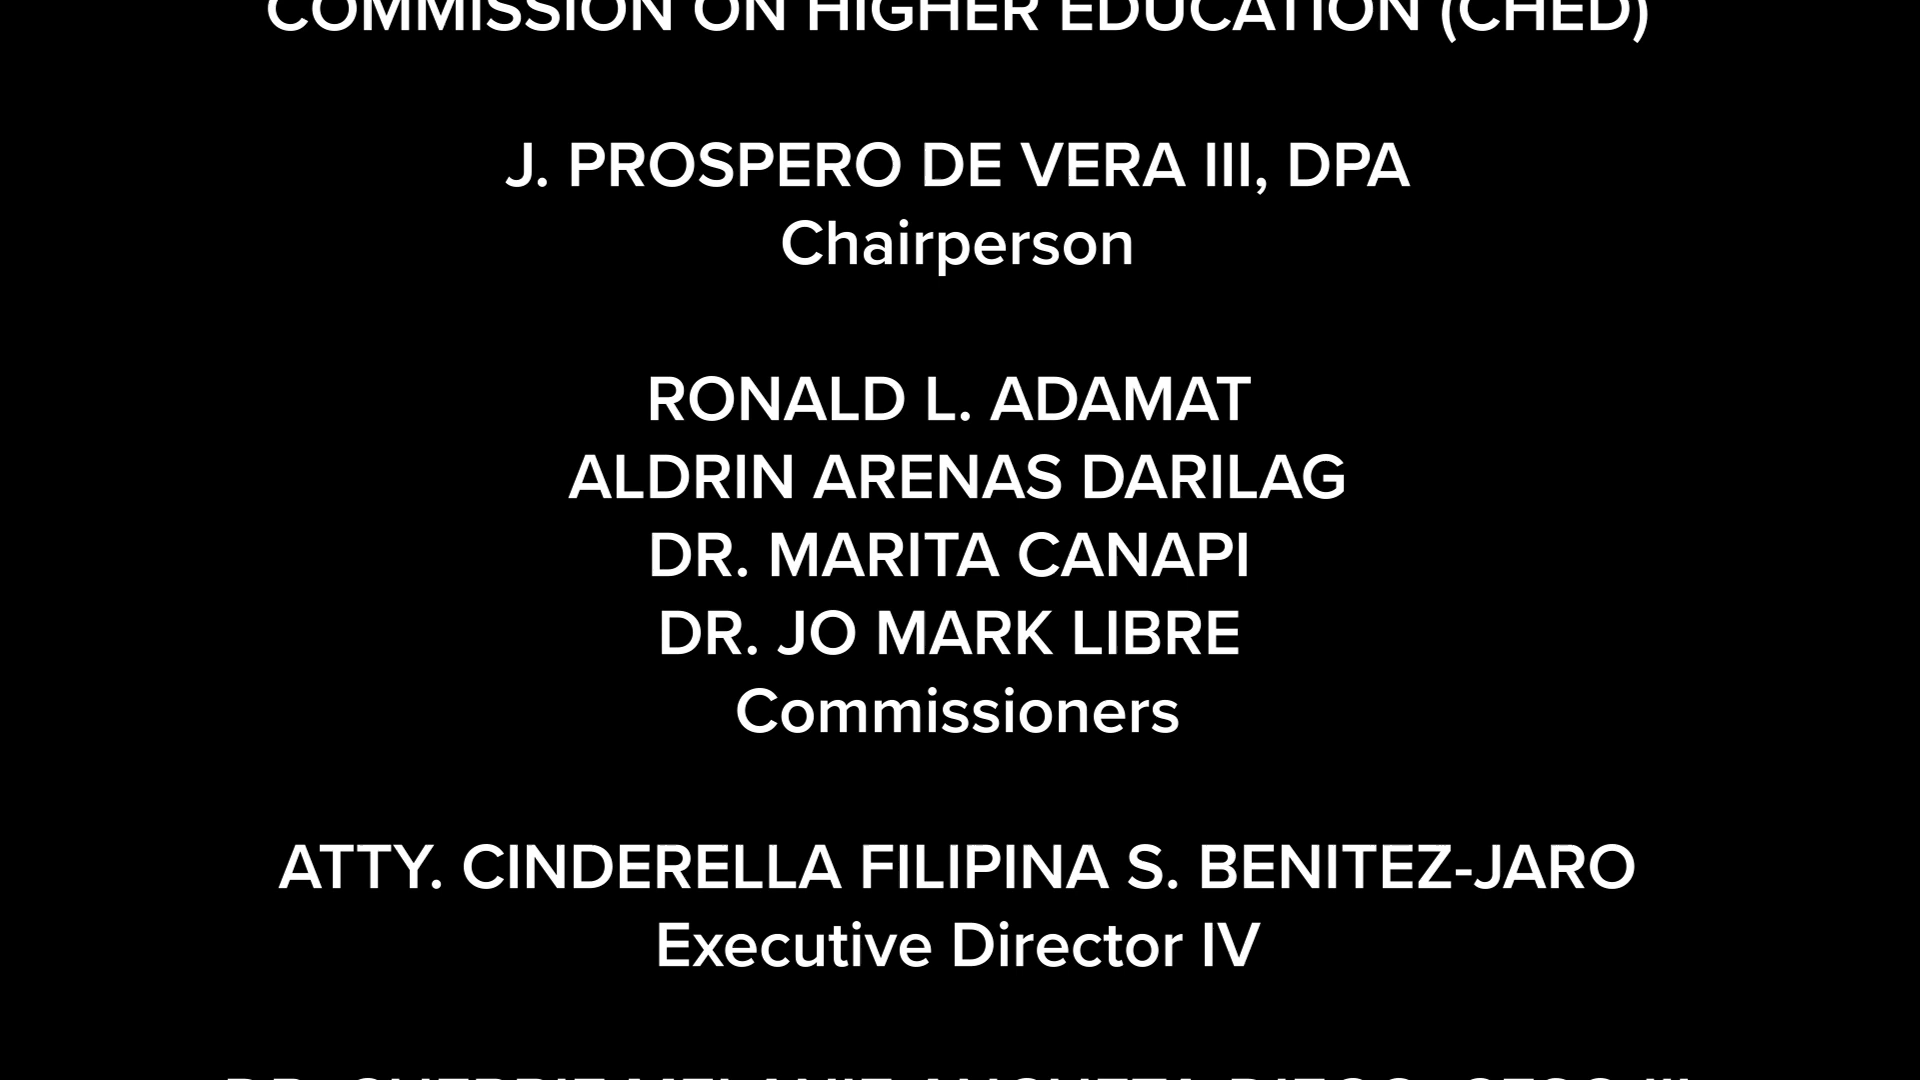 COMMISSION ON HIGHER EDUCATION (CHED)
J. PROSPERO DE VERA III, DPA
Chairperson
RONALD L. ADAMAT
ALDRIN ARENAS DARILAG
DR. MARITA CANAPI
DR. JO MARK LIBRE
Commissioners
ATTY. CINDERELLA FILIPINA S. BENITEZ-JARO
Executive Director IV